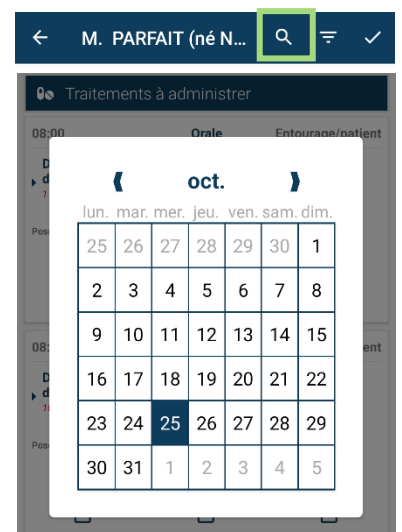 M. PARFAIT (né N...
Traitements à administrer
08:00 Orale Entourage/patient
oct.
lun. mar. mer. jeu. ven. sam. dim.
25 26 27 28 29 30 1
2 3 4 5 6 7 8
9 10 11 12 13 14 15
16 17 18 19 20 21 22
23 24 25 26 27 28 29
30 31 1 2 3 4 5